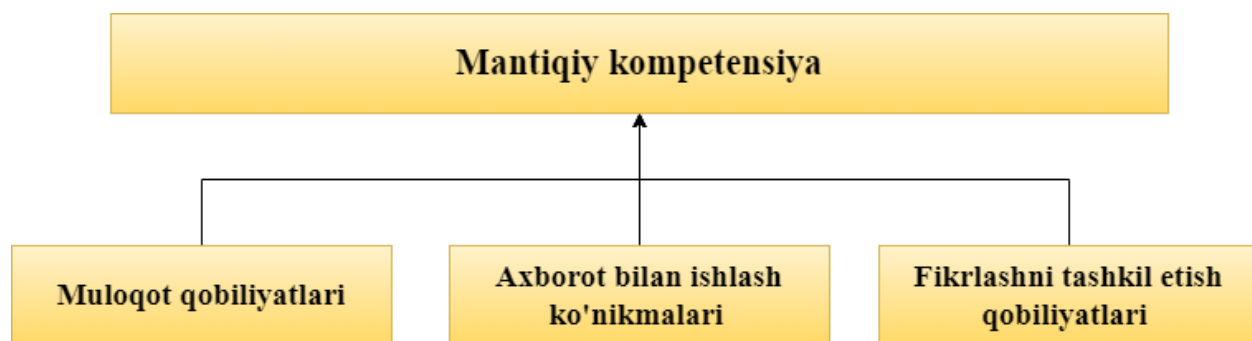 Mantiqiy kompetensiya
Muloqot qobiliyatlari
Axborot bilan ishlash
ko'nikmalari
Fikrlashni tashkil etish
qobiliyatlari